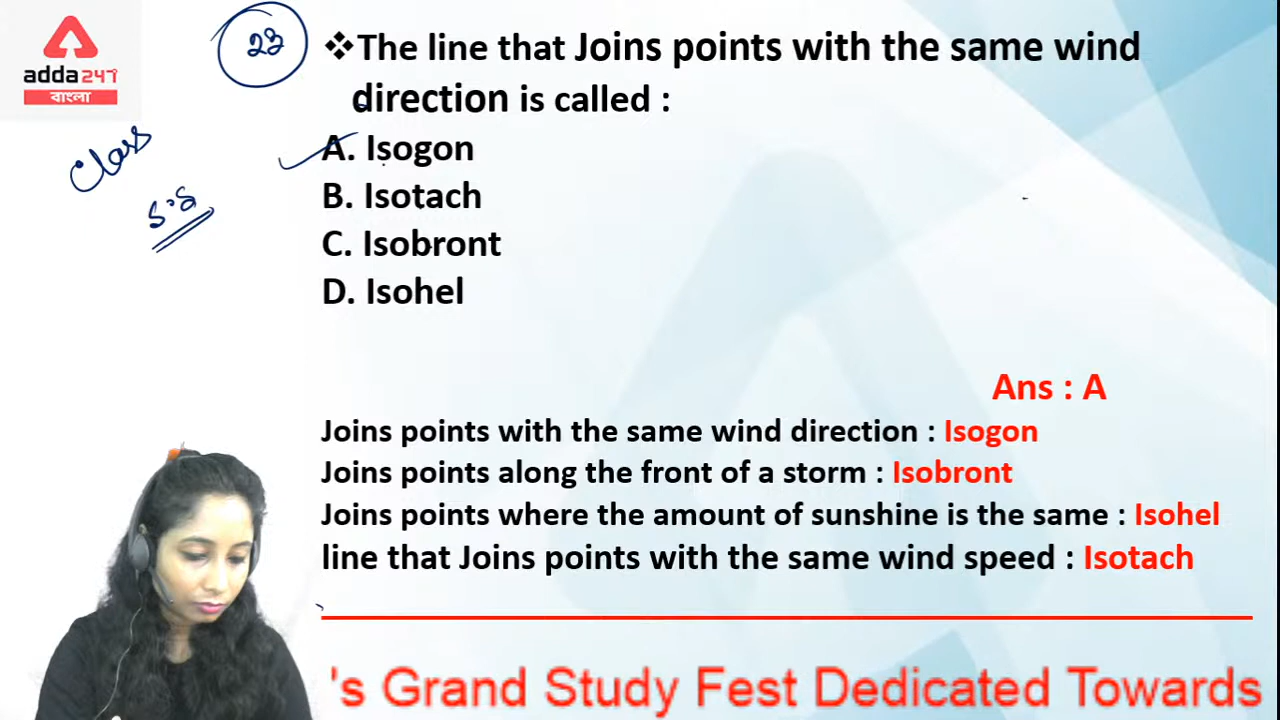 adda247
বাংলা
23
❖The line that Joins points with the same wind
direction is called :
Class
5.5
A. Isogon
B. Isotach
C. Isobront
D. Isohel
Ans : A
Joins points with the same wind direction : Isogon
Joins points along the front of a storm : Isobront
Joins points where the amount of sunshine is the same : Isohel
line that Joins points with the same wind speed : Isotach
's Grand Study Fest Dedicated Towards